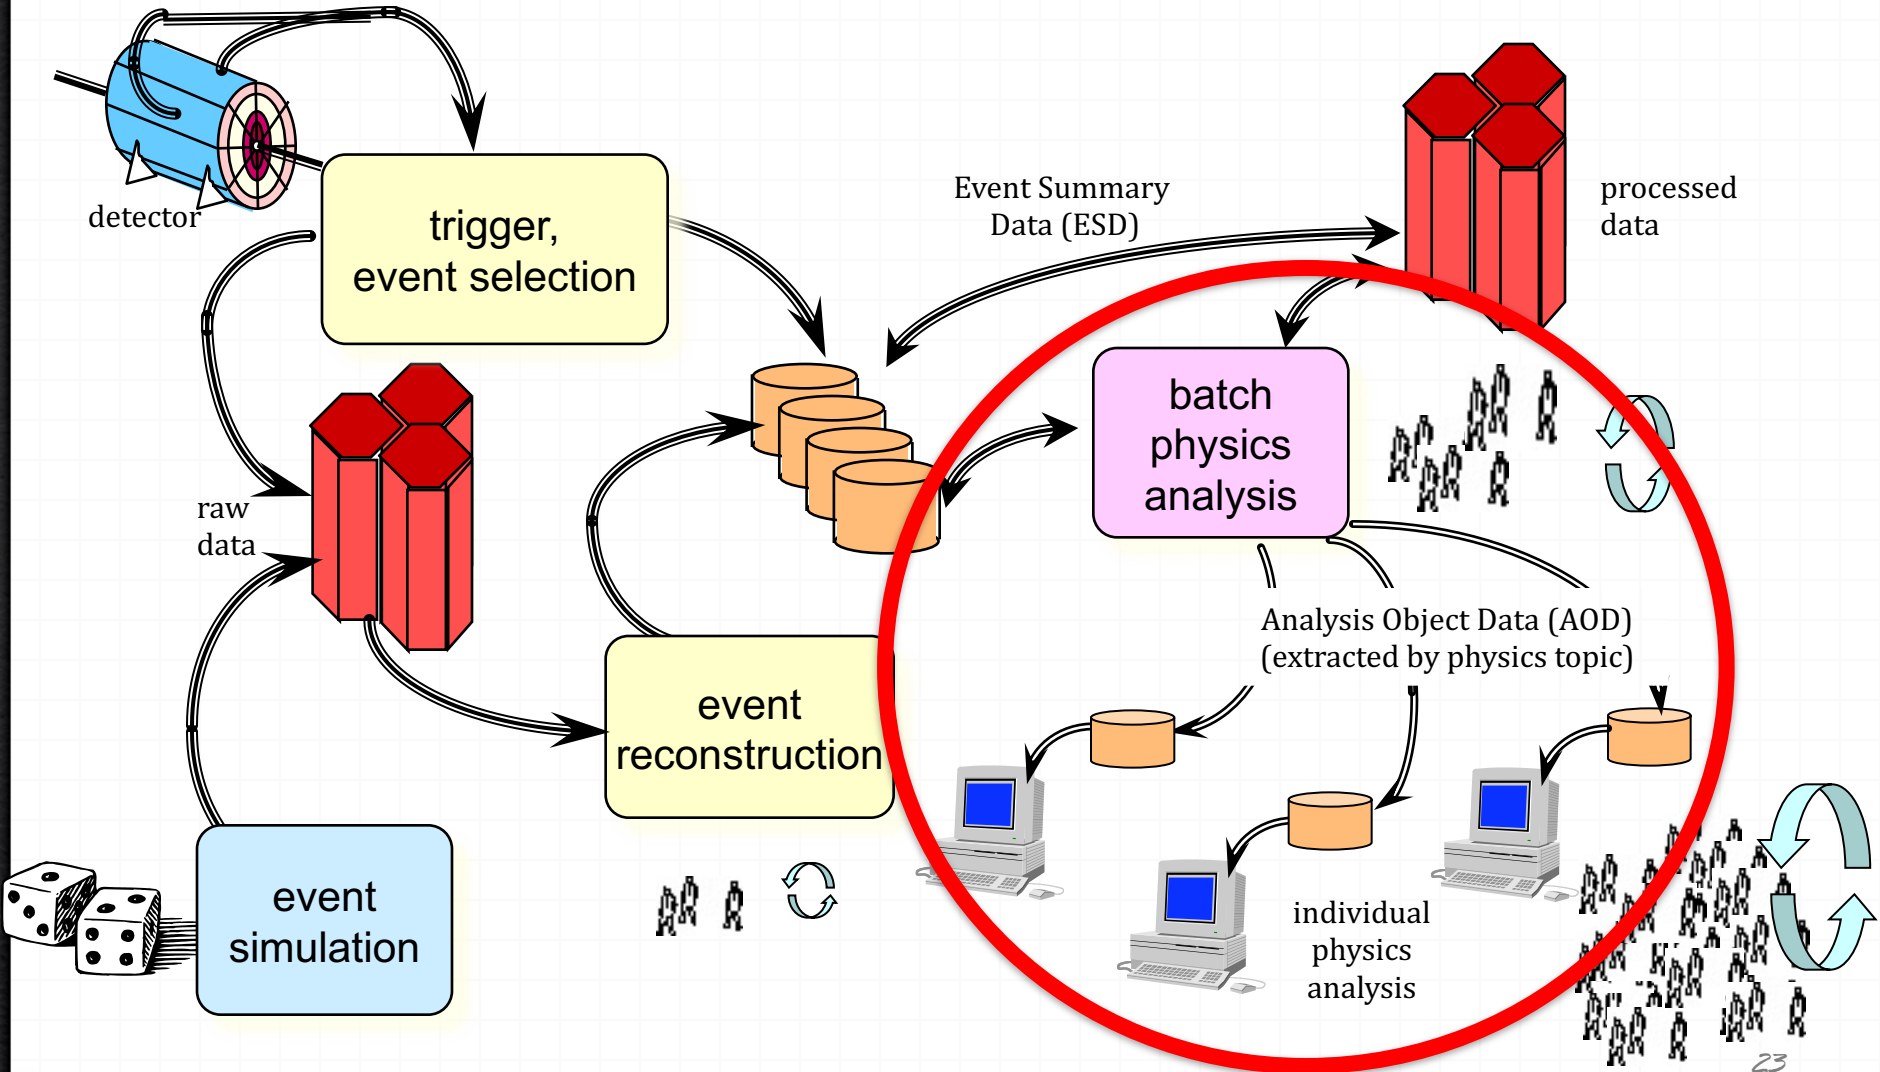 detector
trigger,
event selection
Event Summary
Data (ESD)
processed
data
raw
data
batch
physics
analysis
Analysis Object Data (AOD)
(extracted by physics topic)
event
reconstruction
event
simulation
individual
physics
analysis
23